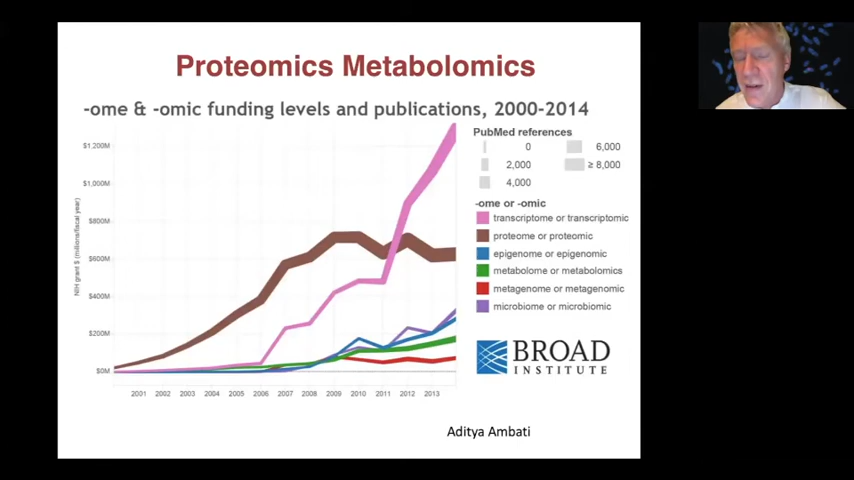 Proteomics Metabolomics
-ome & -omic funding levels and publications, 2000-2014
NIH grant $ (millions/fiscal year)
$1,200M
$1,000M
$800M
$600M
$400M
$200M
$0M
2001 2002 2003 2004 2005 2006 2007 2008 2009 2010 2011 2012 2013
PubMed references
0 6,000
2,000 ≥ 8,000
4,000
-ome or -omic
transcriptome or transcriptomic
proteome or proteomic
epigenome or epigenomic
metabolome or metabolomics
metagenome or metagenomic
microbiome or microbiomic
BROAD
INSTITUTE
Aditya Ambati